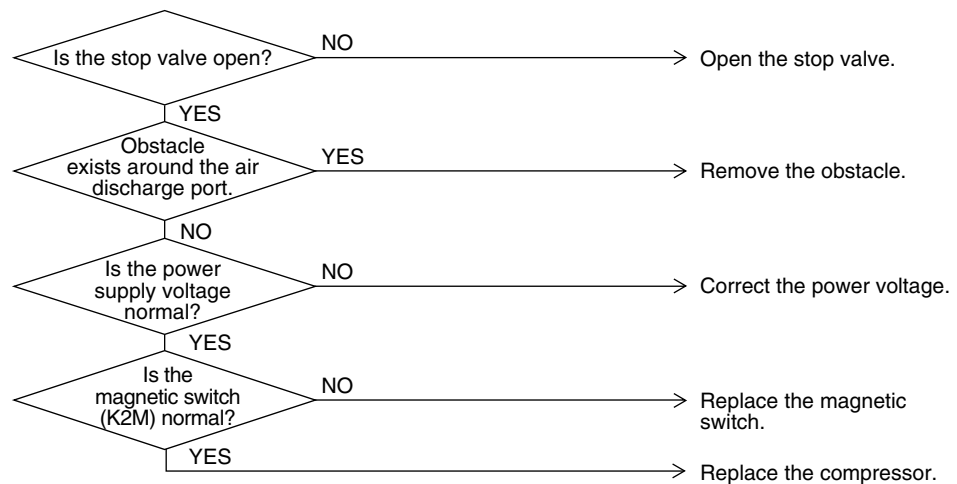 Is the stop valve open?
NO
Open the stop valve.
YES
Obstacle
exists around the air
discharge port.
YES
Remove the obstacle.
NO
Is the power
supply voltage
normal?
NO
Correct the power voltage.
YES
Is the
magnetic switch
(K2M) normal?
NO
Replace the magnetic
switch.
YES
Replace the compressor.